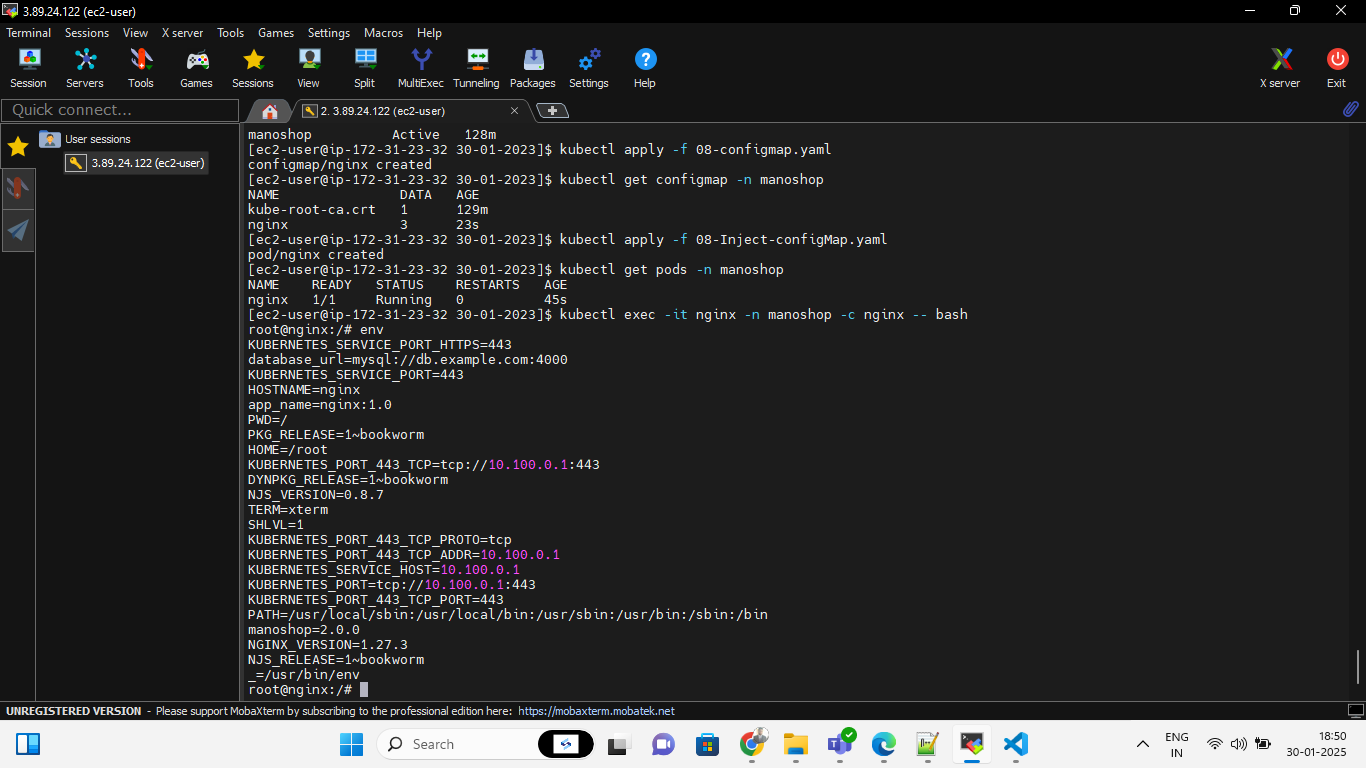 3.89.24.122 (ec2-user)
Terminal Sessions View X server Tools Games Settings Macros Help
Session Servers Tools Games Sessions View Split MultiExec Tunneling Packages Settings Help X server Exit
Quick connect...
2. 3.89.24.122 (ec2-user)
User sessions
3.89.24.122 (ec2-user)
manoshop          Active   128m
[ec2-user@ip-172-31-23-32 30-01-2023]$ kubectl apply -f 08-configmap.yaml
configmap/nginx created
[ec2-user@ip-172-31-23-32 30-01-2023]$ kubectl get configmap -n manoshop
NAME               DATA   AGE
kube-root-ca.crt   1      129m
nginx              3      23s
[ec2-user@ip-172-31-23-32 30-01-2023]$ kubectl apply -f 08-Inject-configMap.yaml
pod/nginx created
[ec2-user@ip-172-31-23-32 30-01-2023]$ kubectl get pods -n manoshop
NAME    READY   STATUS    RESTARTS   AGE
nginx   1/1     Running   0          45s
[ec2-user@ip-172-31-23-32 30-01-2023]$ kubectl exec -it nginx -n manoshop -c nginx -- bash
root@nginx:/# env
KUBERNETES_SERVICE_PORT_HTTPS=443
database_url=mysql://db.example.com:4000
KUBERNETES_SERVICE_PORT=443
HOSTNAME=nginx
app_name=nginx:1.0
PWD=/
PKG_RELEASE=1~bookworm
HOME=/root
KUBERNETES_PORT_443_TCP=tcp://10.100.0.1:443
DYNPKG_RELEASE=1~bookworm
NJS_VERSION=0.8.7
TERM=xterm
SHLVL=1
KUBERNETES_PORT_443_TCP_PROTO=tcp
KUBERNETES_PORT_443_TCP_ADDR=10.100.0.1
KUBERNETES_SERVICE_HOST=10.100.0.1
KUBERNETES_PORT=tcp://10.100.0.1:443
KUBERNETES_PORT_443_TCP_PORT=443
PATH=/usr/local/sbin:/usr/local/bin:/usr/sbin:/usr/bin:/sbin:/bin
manoshop=2.0.0
NGINX_VERSION=1.27.3
NJS_RELEASE=1~bookworm
_=/usr/bin/env
root@nginx:/#
UNREGISTERED VERSION - Please support MobaXterm by subscribing to the professional edition here: https://mobaxterm.mobatek.net
Search
ENG
IN
18:50
30-01-2025